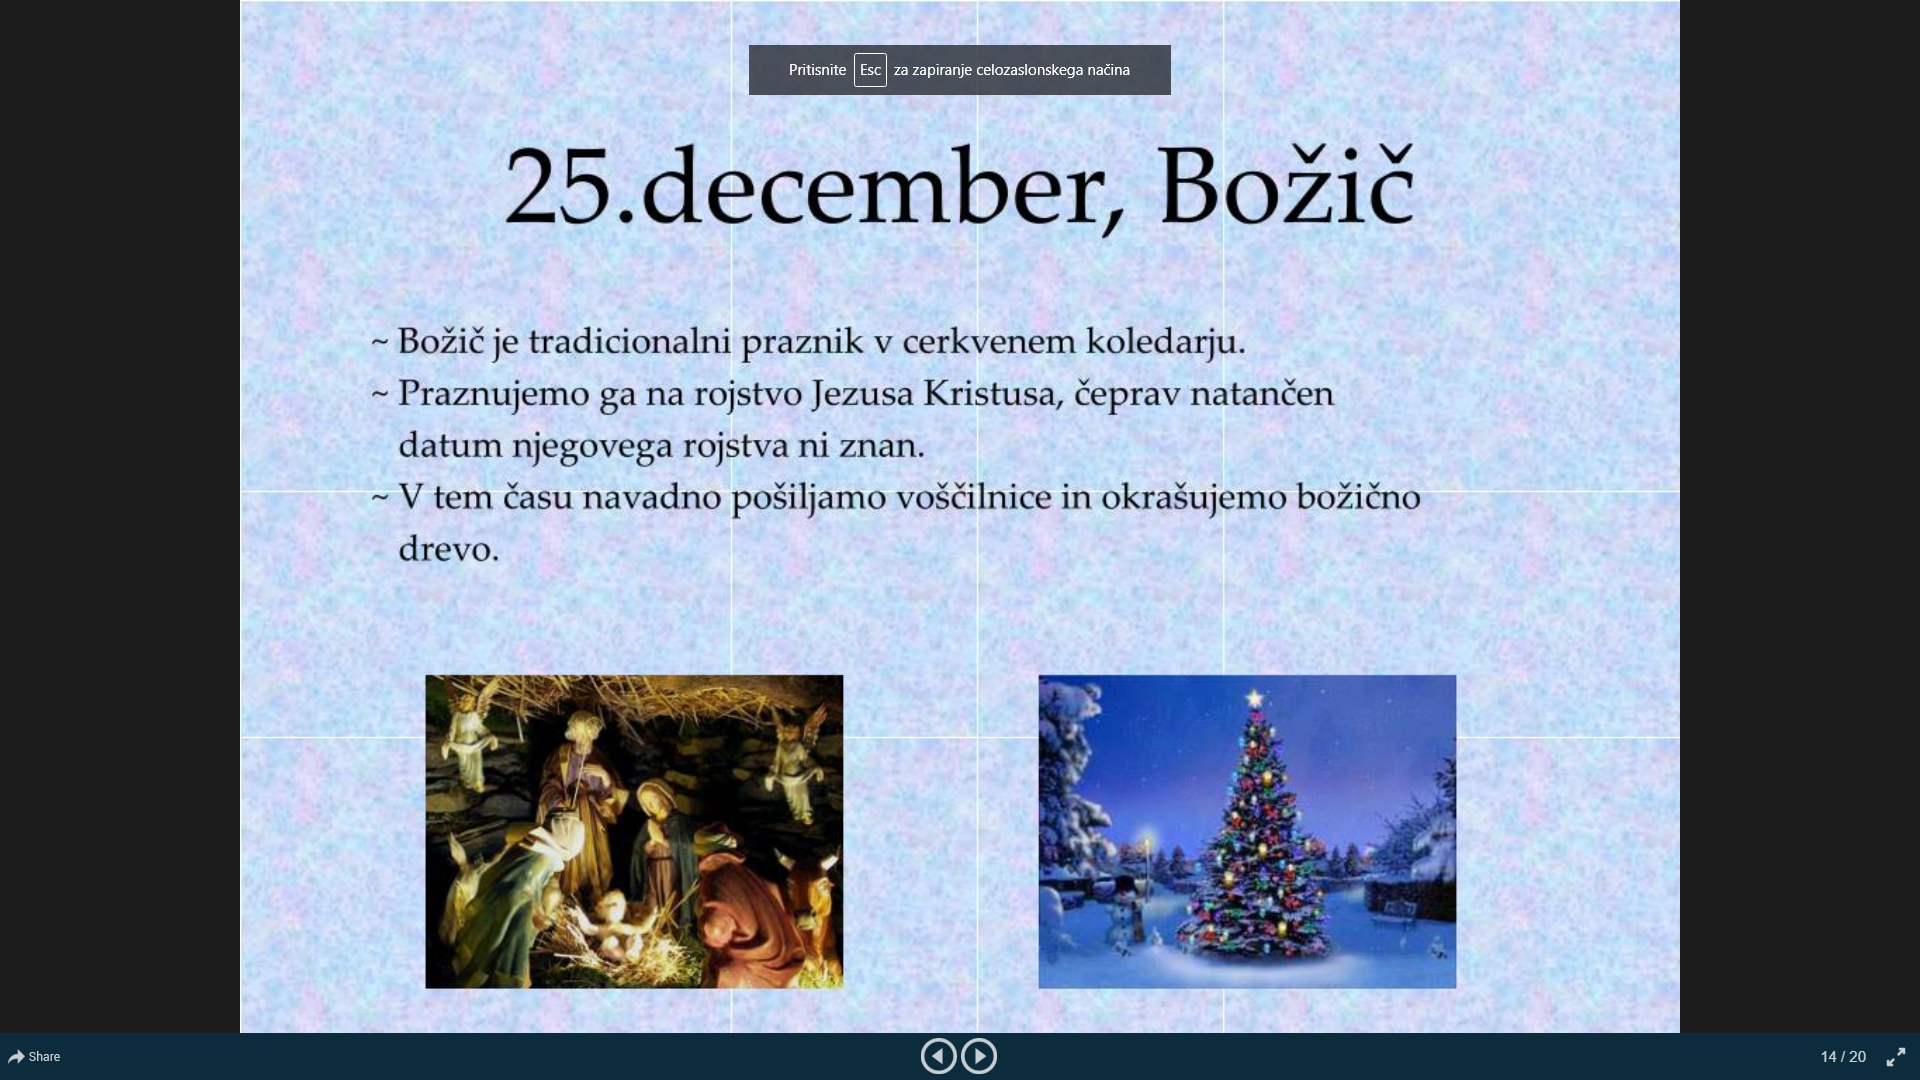 Pritisnite Esc za zapiranje celozaslonskega načina
25.december, Božič
~ Božič je tradicionalni praznik v cerkvenem koledarju.
~ Praznujemo ga na rojstvo Jezusa Kristusa, čeprav natančen
datum njegovega rojstva ni znan.
~ V tem času navadno pošiljamo voščilnice in okrašujemo božično
drevo.
Share
14 / 20